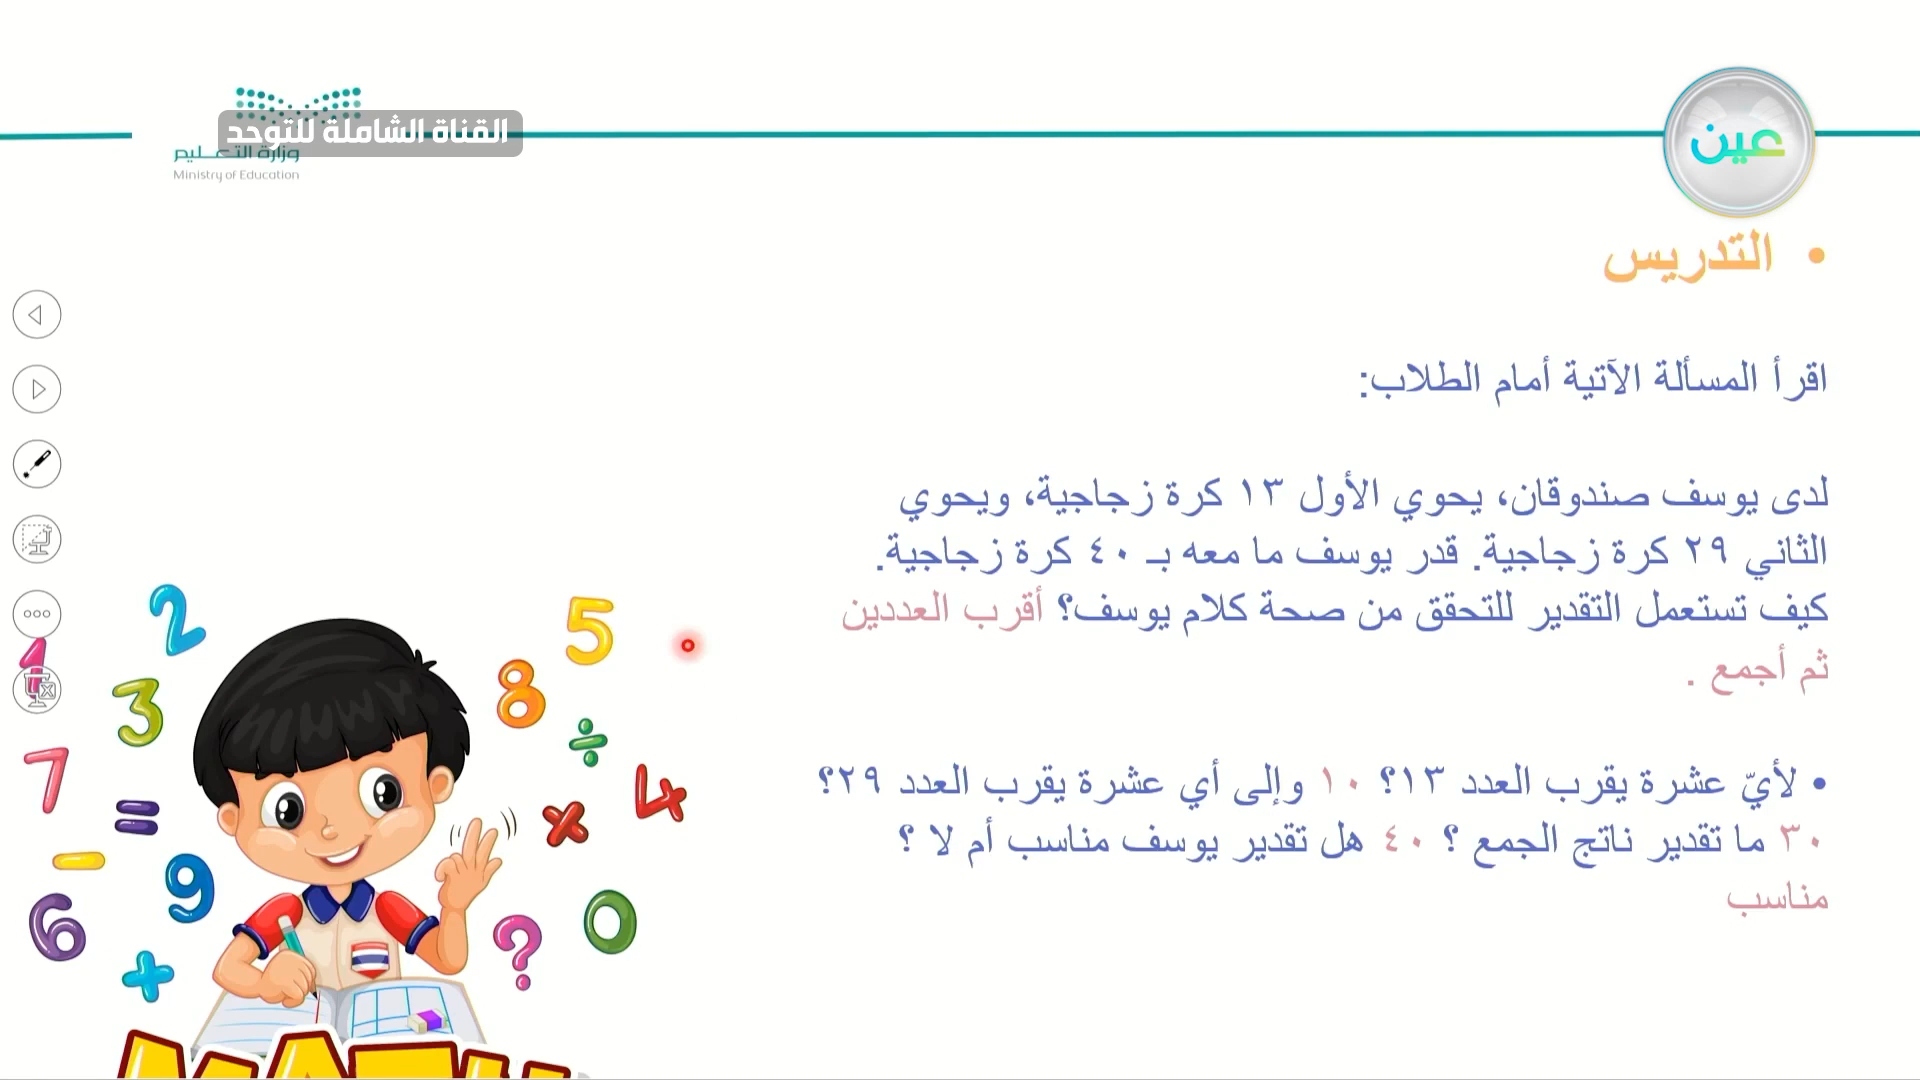 القناة الشاملة للتوحد
وزارة التعـــليم
Ministry of Education
عين
• التدريس
اقرأ المسألة الآتية أمام الطلاب:
لدى يوسف صندوقان، يحوي الأول ١٣ كرة زجاجية، ويحوي
الثاني ٢٩ كرة زجاجية. قدر يوسف ما معه بـ ٤٠ كرة زجاجية.
كيف تستعمل التقدير للتحقق من صحة كلام يوسف؟ أقرب العددين
ثم أجمع .
• لأيّ عشرة يقرب العدد ١٣؟ ١٠ وإلى أي عشرة يقرب العدد ٢٩؟
٣٠ ما تقدير ناتج الجمع ؟ ٤٠ هل تقدير يوسف مناسب أم لا ؟
مناسب
2
5
1
3
8
÷
7
=
4
×
-
9
6
+
?
0
MATH